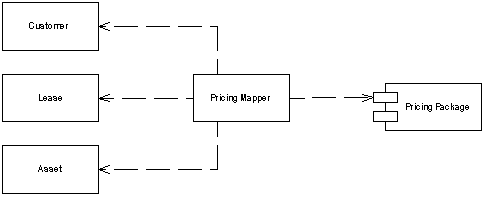 Customer
Lease
Pricing Mapper
Pricing Package
Asset